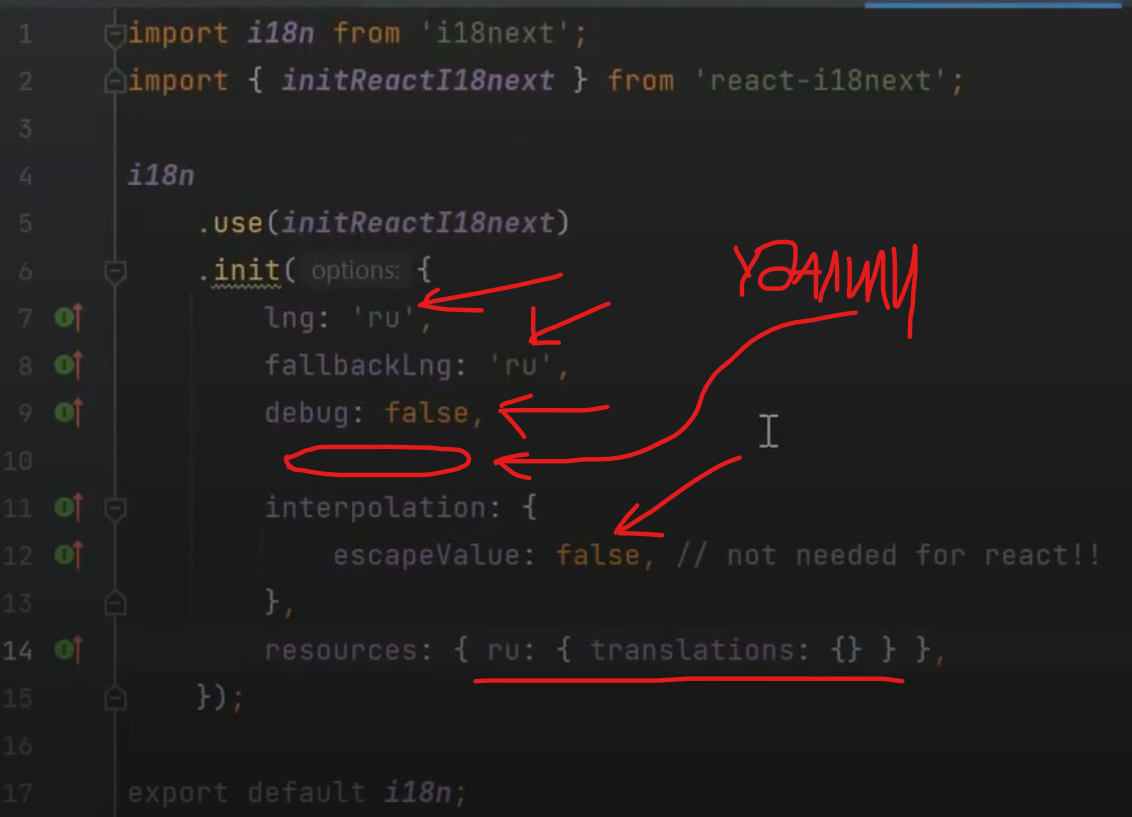 1 import i18n from 'i18next';
2 import { initReactI18next } from 'react-i18next';
3
4 i18n
5 .use(initReactI18next)
6 .init( options: {
7 lng: 'ru',
8 fallbackLng: 'ru',
9 debug: false,
10
11 interpolation: {
12 escapeValue: false, // not needed for react!!
13 },
14 resources: { ru: { translations: {} } },
15 });
16
17 export default i18n;